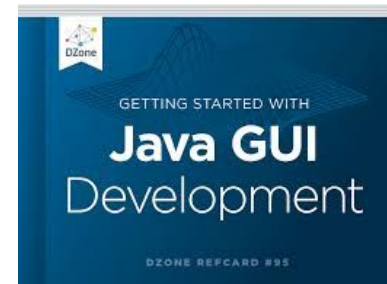 DZone
GETTING STARTED WITH
Java GUI
Development
DZONE REFCARD #95